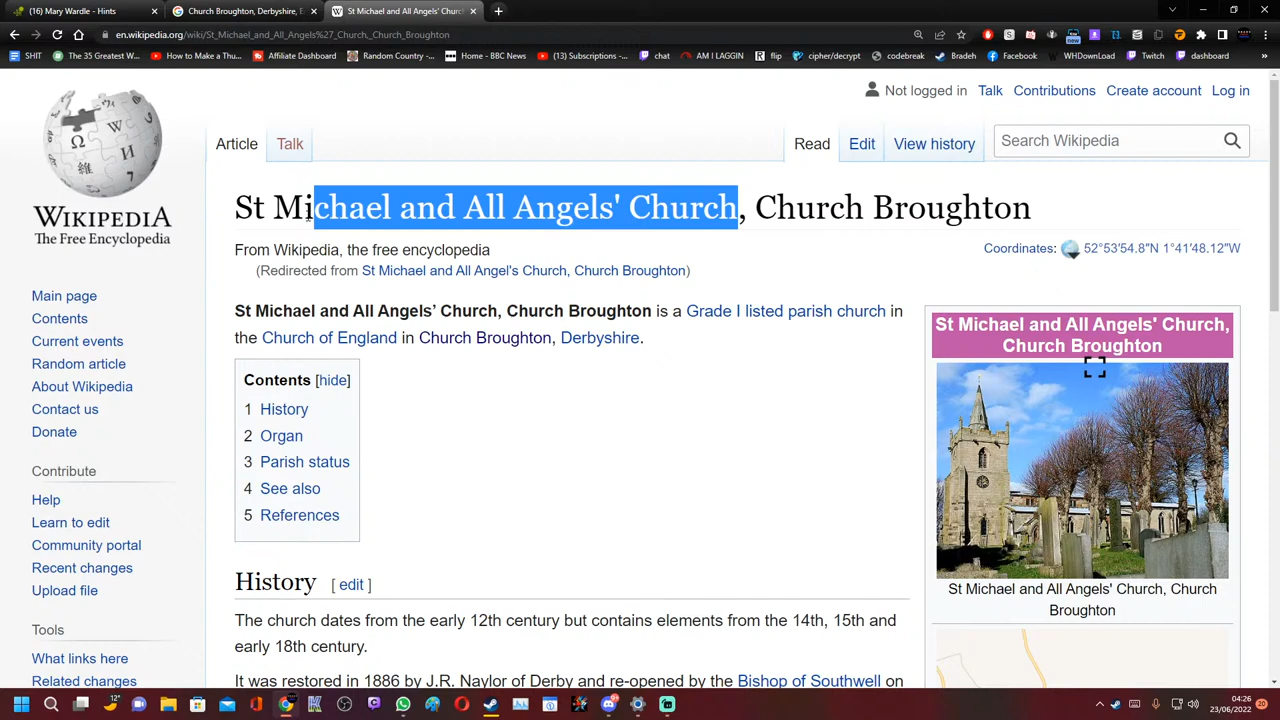 (16) Mary Wardle - Hints
Church Broughton, Derbyshire, E
St Michael and All Angels' Church
en.wikipedia.org/wiki/St_Michael_and_All_Angels%27_Church,_Church_Broughton
SHIT
The 35 Greatest W...
How to Make a Thu...
Affiliate Dashboard
Random Country -...
Home - BBC News
(13) Subscriptions -...
chat
AM I LAGGIN
flip
cipher/decrypt
codebreak
Bradeh
Facebook
WHDownLoad
Twitch
dashboard
Not logged in Talk Contributions Create account Log in
Article Talk
Read Edit View history
Search Wikipedia
WIKIPEDIA
The Free Encyclopedia
St Michael and All Angels' Church, Church Broughton
From Wikipedia, the free encyclopedia
Coordinates: 52°53′54.8″N 1°41′48.12″W
(Redirected from St Michael and All Angel's Church, Church Broughton)
Main page
Contents
Current events
Random article
About Wikipedia
Contact us
Donate
Contribute
Help
Learn to edit
Community portal
Recent changes
Upload file
Tools
What links here
Related changes
St Michael and All Angels’ Church, Church Broughton is a Grade I listed parish church in
the Church of England in Church Broughton, Derbyshire.
Contents [hide]
1 History
2 Organ
3 Parish status
4 See also
5 References
History [ edit ]
The church dates from the early 12th century but contains elements from the 14th, 15th and
early 18th century.
It was restored in 1886 by J.R. Naylor of Derby and re-opened by the Bishop of Southwell on
St Michael and All Angels' Church,
Church Broughton
St Michael and All Angels' Church, Church
Broughton
12°
04:26
23/06/2022